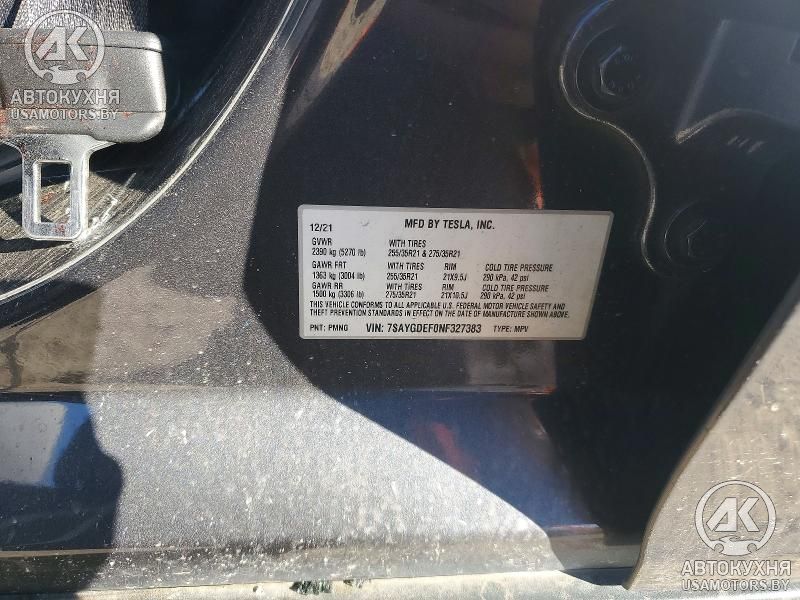 АК
АВТОКУХНЯ
USAMOTORS.BY
12/21 MFD BY TESLA, INC.
GVWR WITH TIRES
2390 kg (5270 lb) 255/35R21 & 275/35R21
GAWR FRT WITH TIRES RIM COLD TIRE PRESSURE
1363 kg (3004 lb) 255/35R21 21X9.5J 290 kPa, 42 psi
GAWR RR WITH TIRES RIM COLD TIRE PRESSURE
1500 kg (3306 lb) 275/35R21 21X10.5J 290 kPa, 42 psi
THIS VEHICLE CONFORMS TO ALL APPLICABLE U.S. FEDERAL MOTOR VEHICLE SAFETY AND
THEFT PREVENTION STANDARDS IN EFFECT ON THE DATE OF MANUFACTURE SHOWN ABOVE.
PNT: PMNG VIN: 7SAYGDEF0NF327383 TYPE: MPV
АК
АВТОКУХНЯ
USAMOTORS.BY